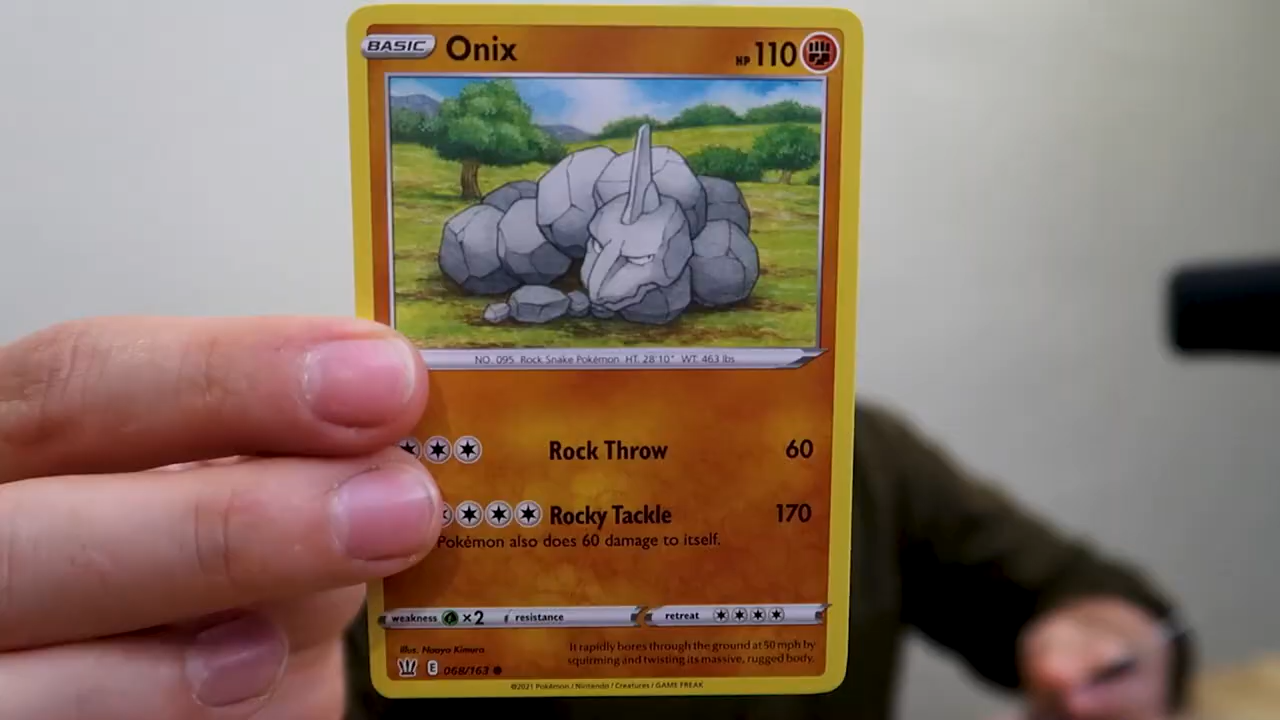 BASIC Onix HP 110
NO. 095 Rock Snake Pokémon HT: 28'10" WT: 463 lbs
Rock Throw 60
Rocky Tackle 170
Pokémon also does 60 damage to itself.
weakness ×2 resistance retreat
Illus. Naoyo Kimura
It rapidly bores through the ground at 50 mph by
squirming and twisting its massive, rugged body.
E 068/163
©2021 Pokémon / Nintendo / Creatures / GAME FREAK